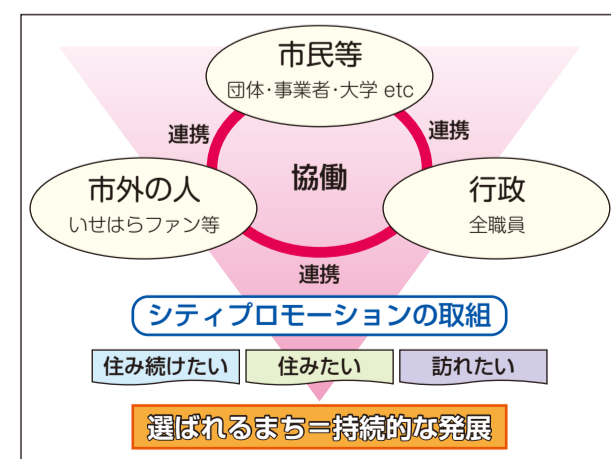 市民等
団体・事業者・大学 etc
連携
連携
協働
市外の人
いせはらファン等
行政
全職員
連携
シティプロモーションの取組
住み続けたい
住みたい
訪れたい
選ばれるまち=持続的な発展